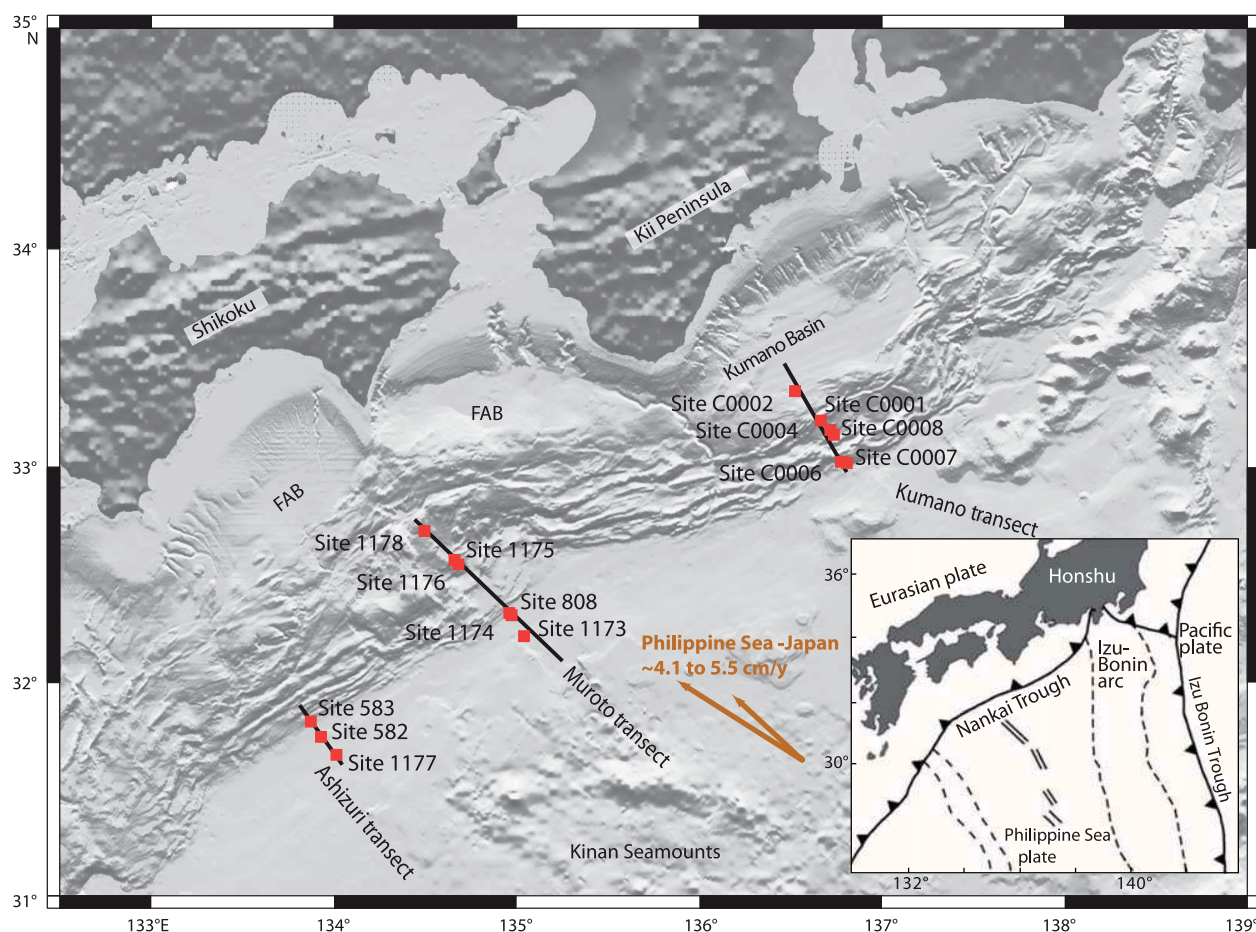 35°
N
34°
33°
32°
31°
Kii Peninsula
Shikoku
Kumano Basin
FAB
FAB
Site C0002
Site C0001
Site C0004
Site C0008
Site C0006
Site C0007
Kumano transect
Site 1178
Site 1175
Site 1176
Site 808
Site 1174
Site 1173
Muroto transect
Philippine Sea -Japan
~4.1 to 5.5 cm/y
Site 583
Site 582
Site 1177
Ashizuri transect
Kinan Seamounts
36°
30°
Eurasian plate
Honshu
Pacific
plate
Izu-
Bonin
arc
Nankai Trough
Izu Bonin Trough
Philippine Sea
plate
132°
140°
133°E
134°
135°
136°
137°
138°
139°